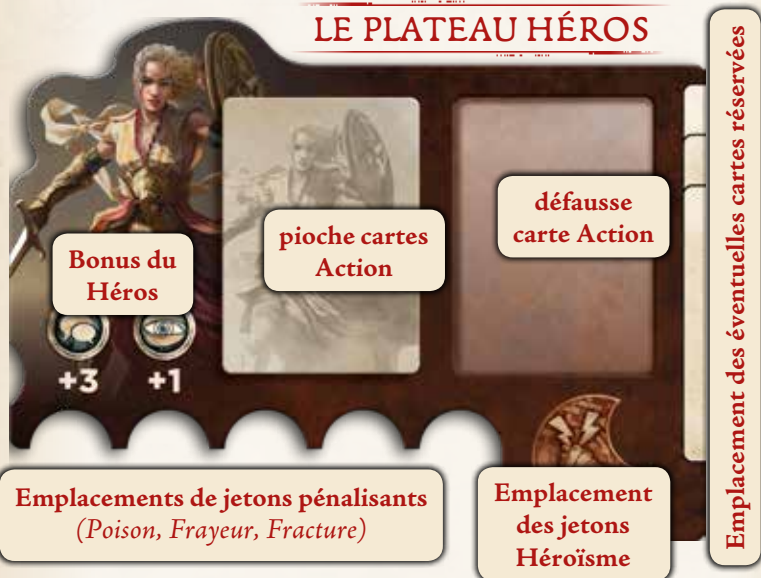 LE PLATEAU HÉROS
Bonus du
Héros
+3
+1
pioche cartes
Action
défausse
carte Action
Emplacement des éventuelles cartes réservées
Emplacements de jetons pénalisants
(Poison, Frayeur, Fracture)
Emplacement
des jetons
Héroïsme